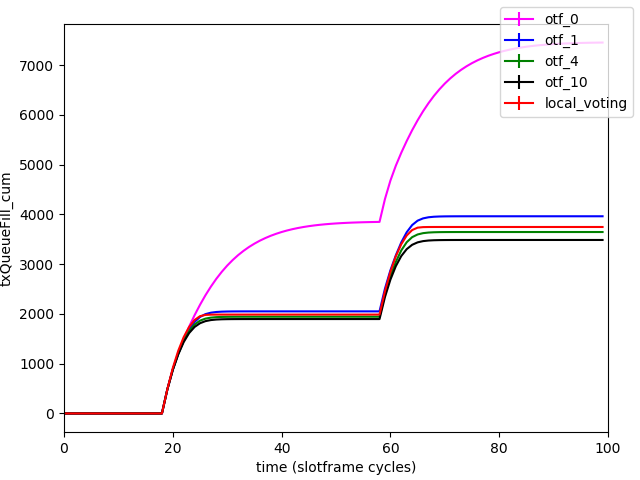 otf_0
otf_1
otf_4
otf_10
local_voting
txQueueFill_cum
7000
6000
5000
4000
3000
2000
1000
0
0 20 40 60 80 100
time (slotframe cycles)